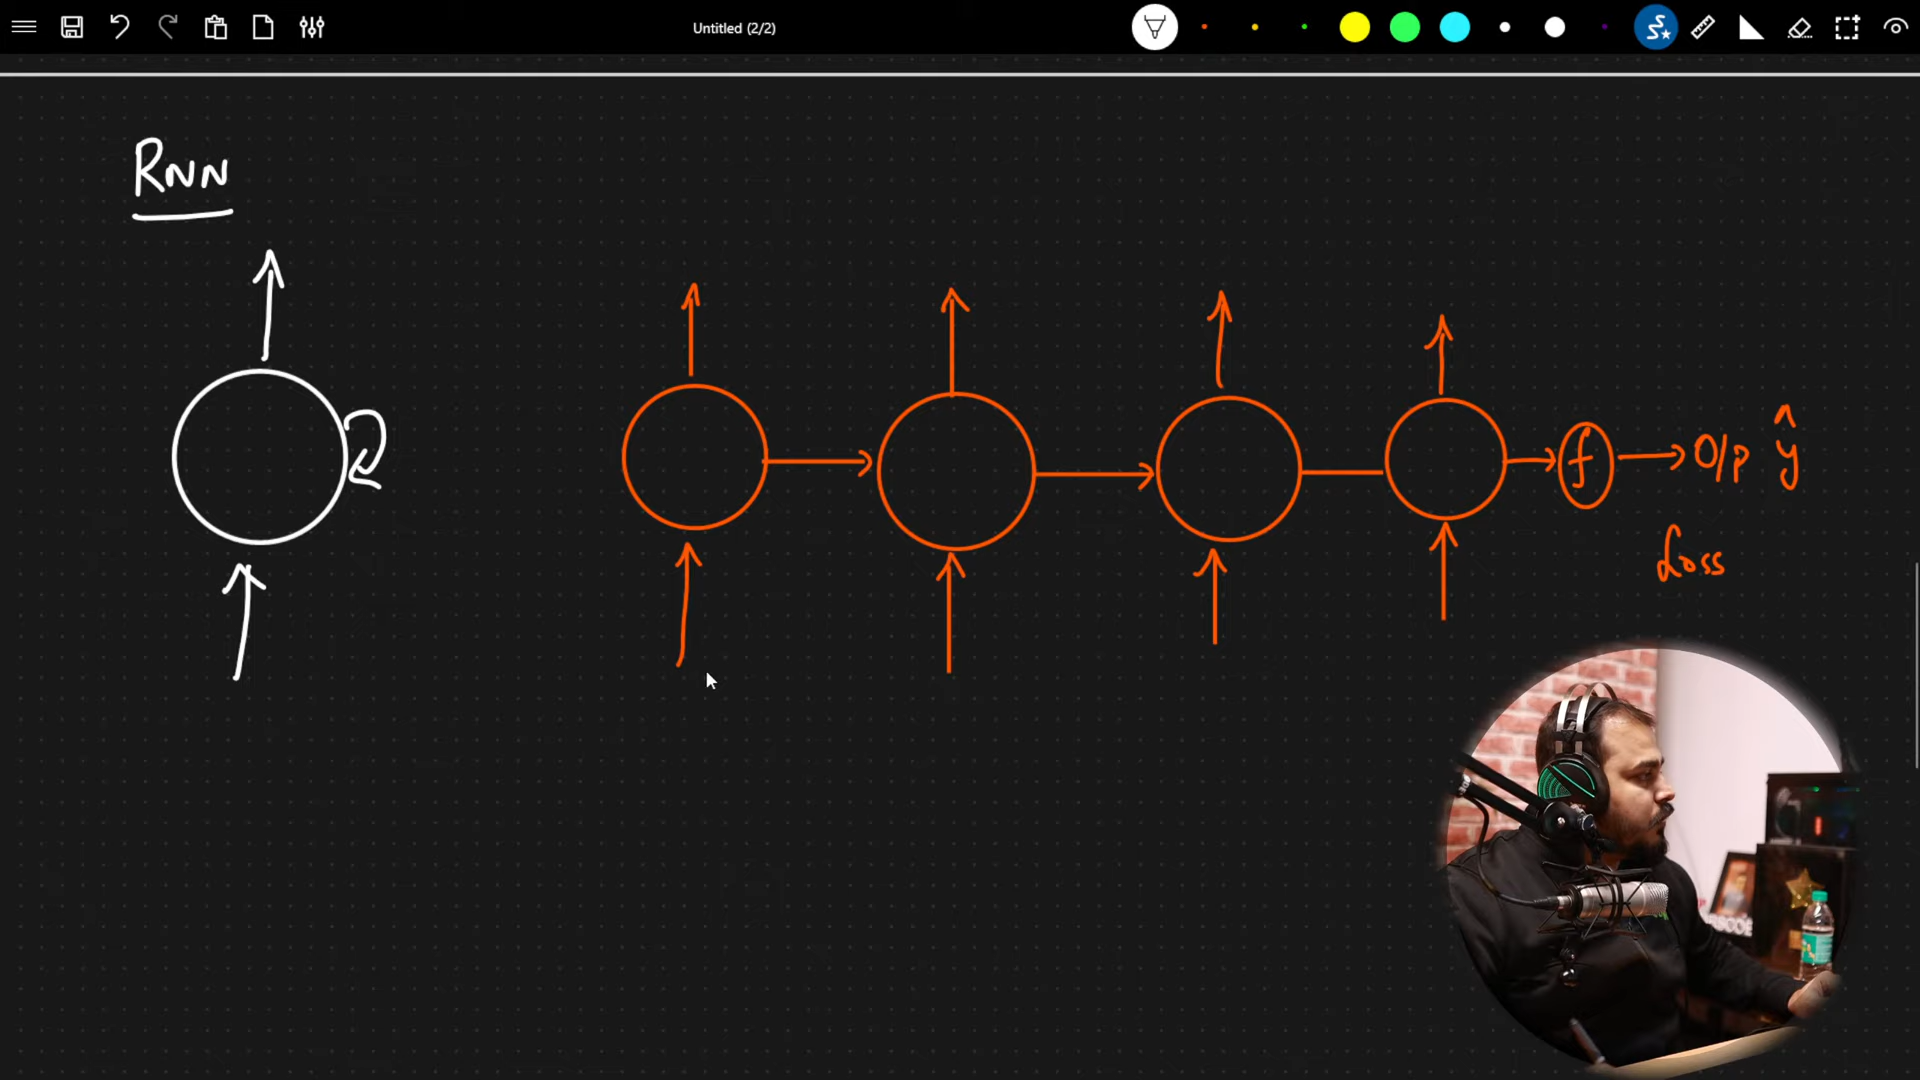 Untitled (2/2)
RNN
f
O/p ŷ
Loss